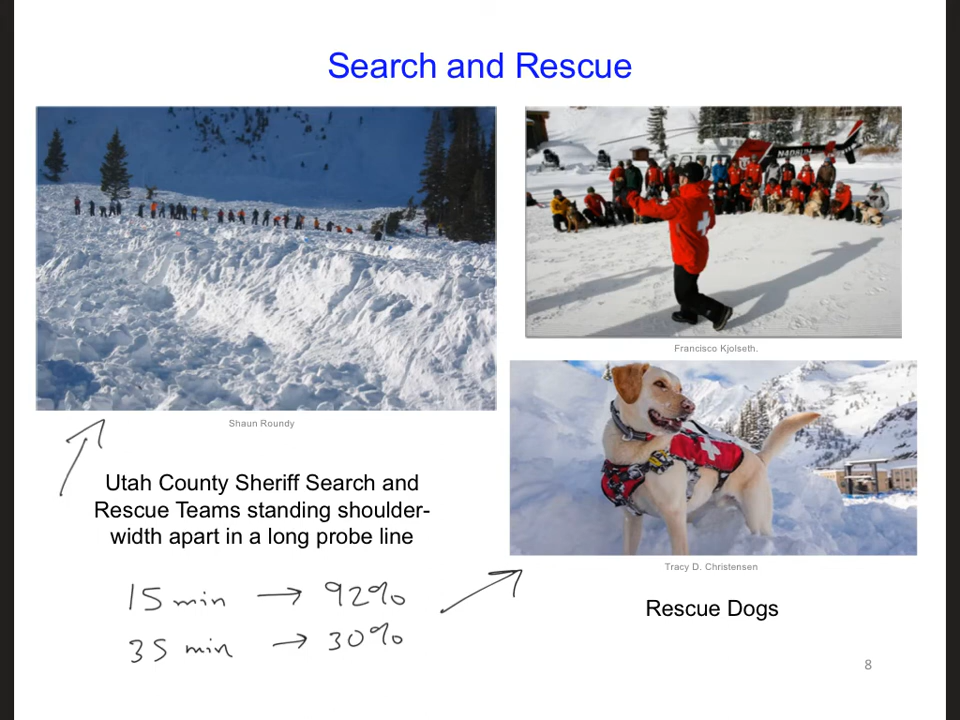 Search and Rescue
Shaun Roundy
Francisco Kjolseth.
Utah County Sheriff Search and
Rescue Teams standing shoulder-
width apart in a long probe line
15 min → 92%
35 min → 30%
Tracy D. Christensen
Rescue Dogs
8